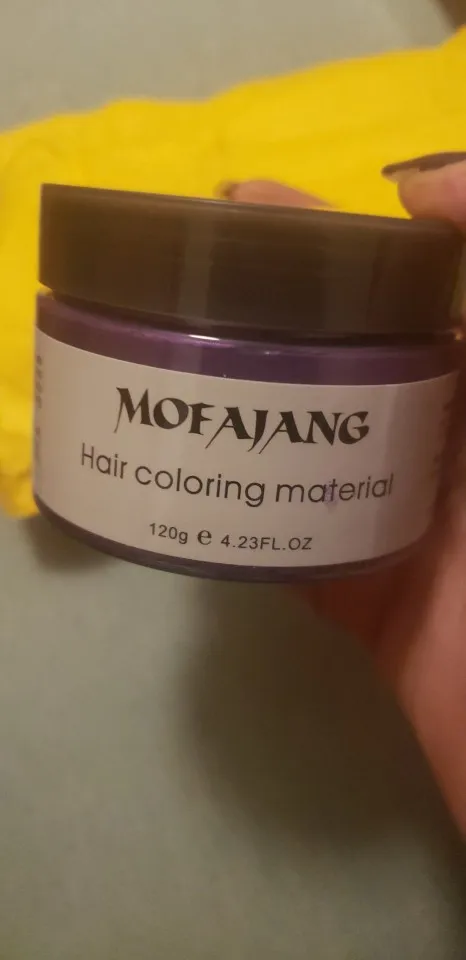 MOFAJANG
Hair coloring material
120g e 4.23FL.OZ